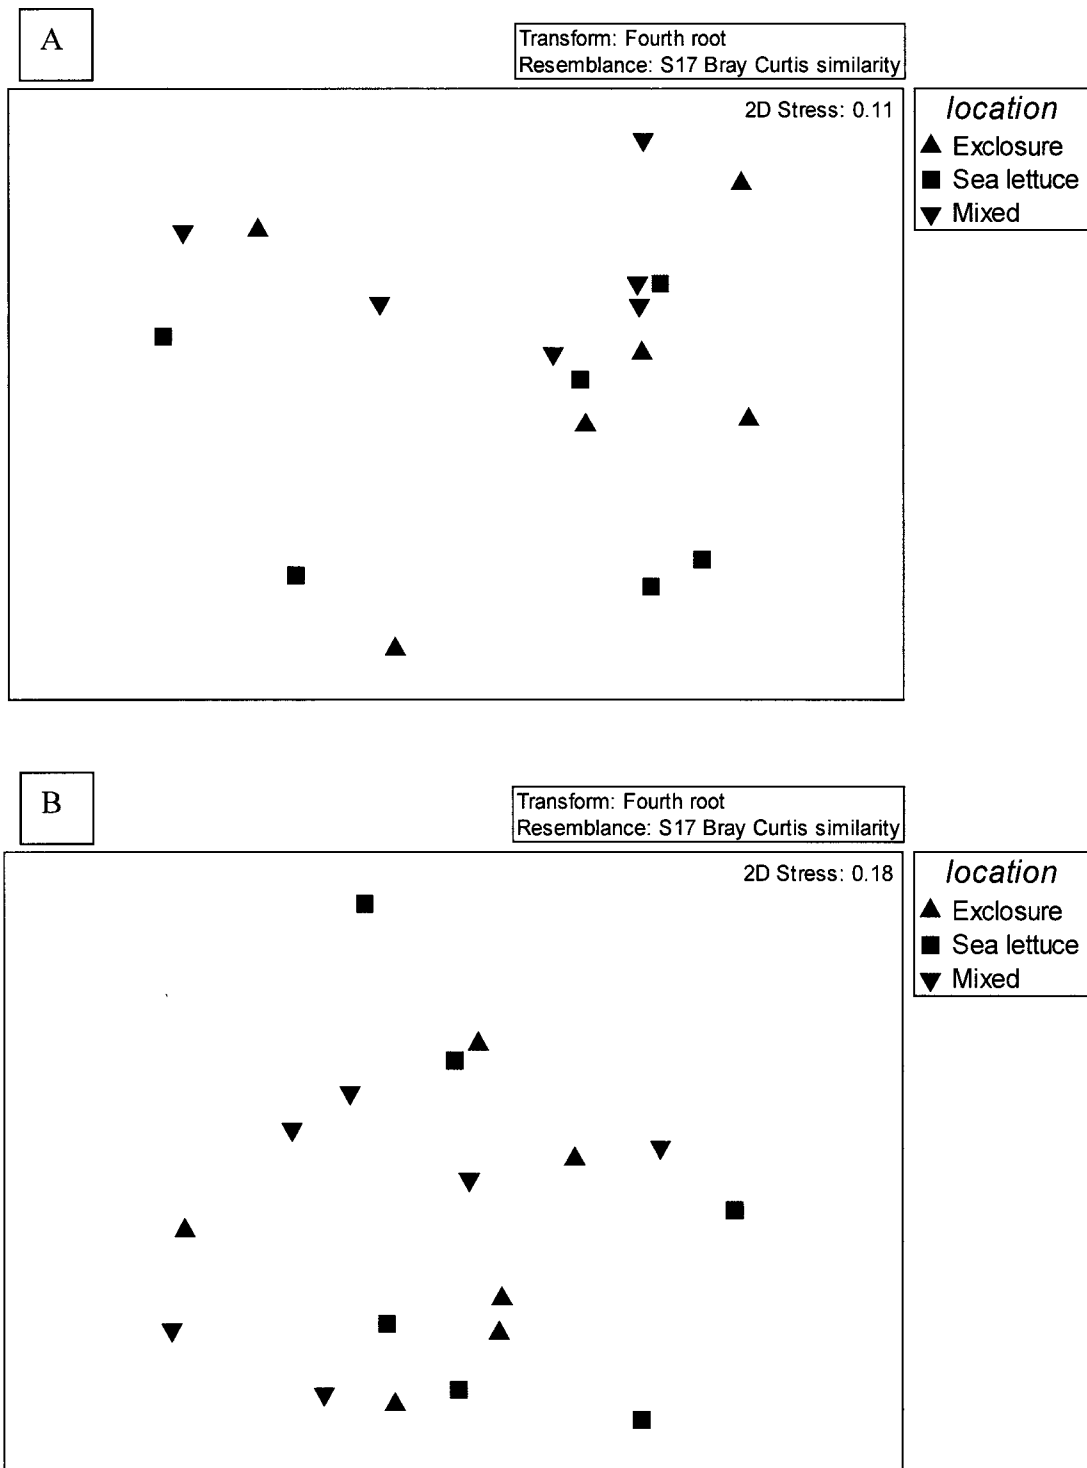 A
Transform: Fourth root
Resemblance: S17 Bray Curtis similarity
2D Stress: 0.11
location
Exclosure
Sea lettuce
Mixed
B
Transform: Fourth root
Resemblance: S17 Bray Curtis similarity
2D Stress: 0.18
location
Exclosure
Sea lettuce
Mixed